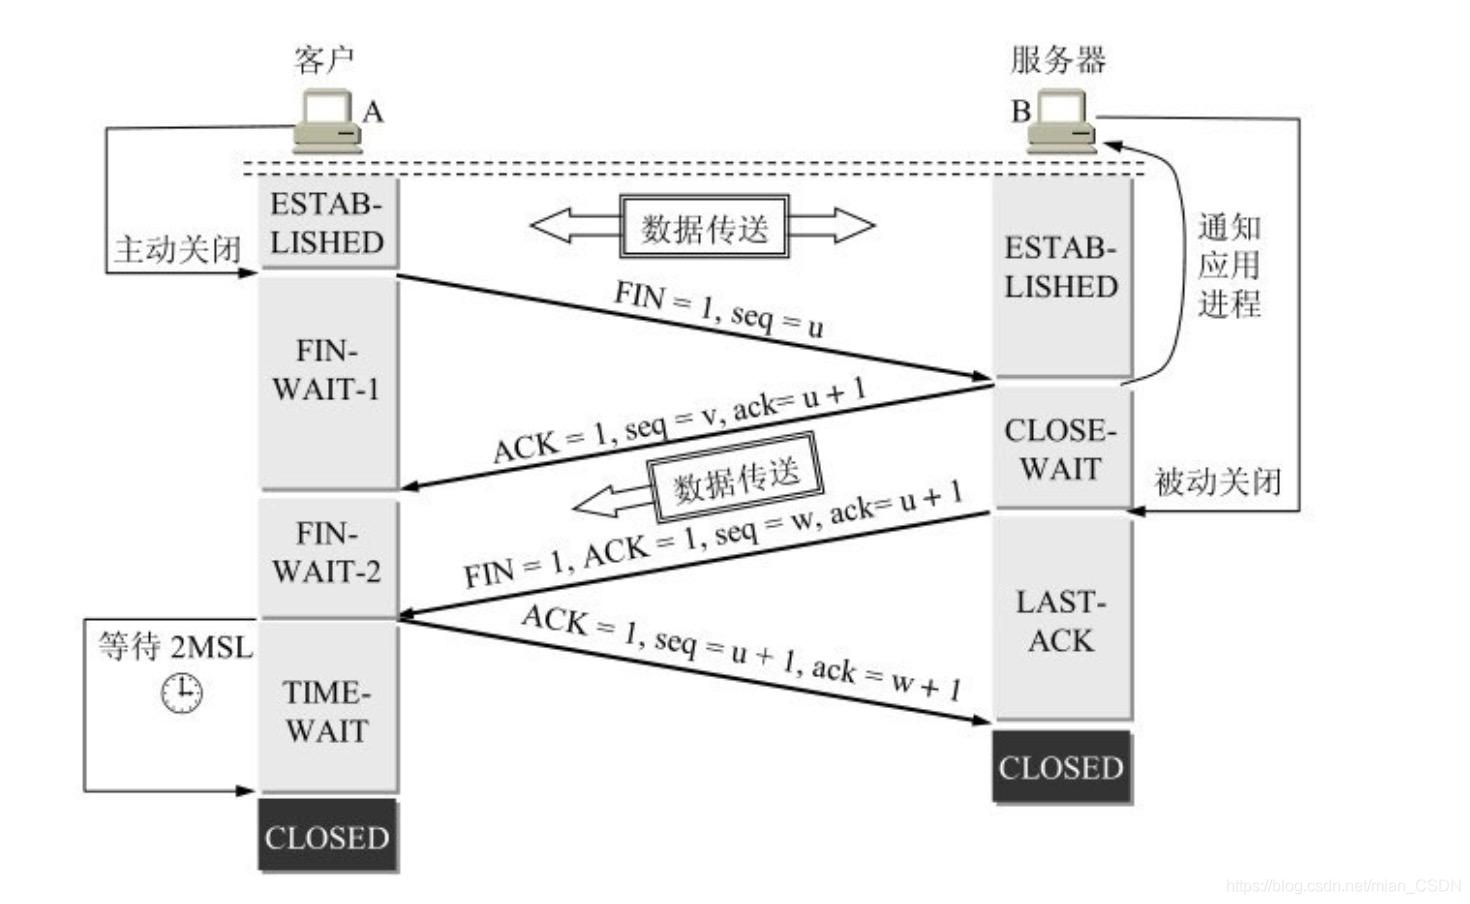 客户
服务器
A
B
ESTAB-
LISHED
数据传送
主动关闭
ESTAB-
LISHED
通知
应用
进程
FIN = 1, seq = u
FIN-
WAIT-1
ACK = 1, seq = v, ack= u + 1
CLOSE-
WAIT
数据传送
被动关闭
FIN-
WAIT-2
FIN = 1, ACK = 1, seq = w, ack= u + 1
LAST-
ACK
ACK = 1, seq = u + 1, ack = w + 1
等待 2MSL
TIME-
WAIT
CLOSED
CLOSED
https://blog.csdn.net/mian_CSDN